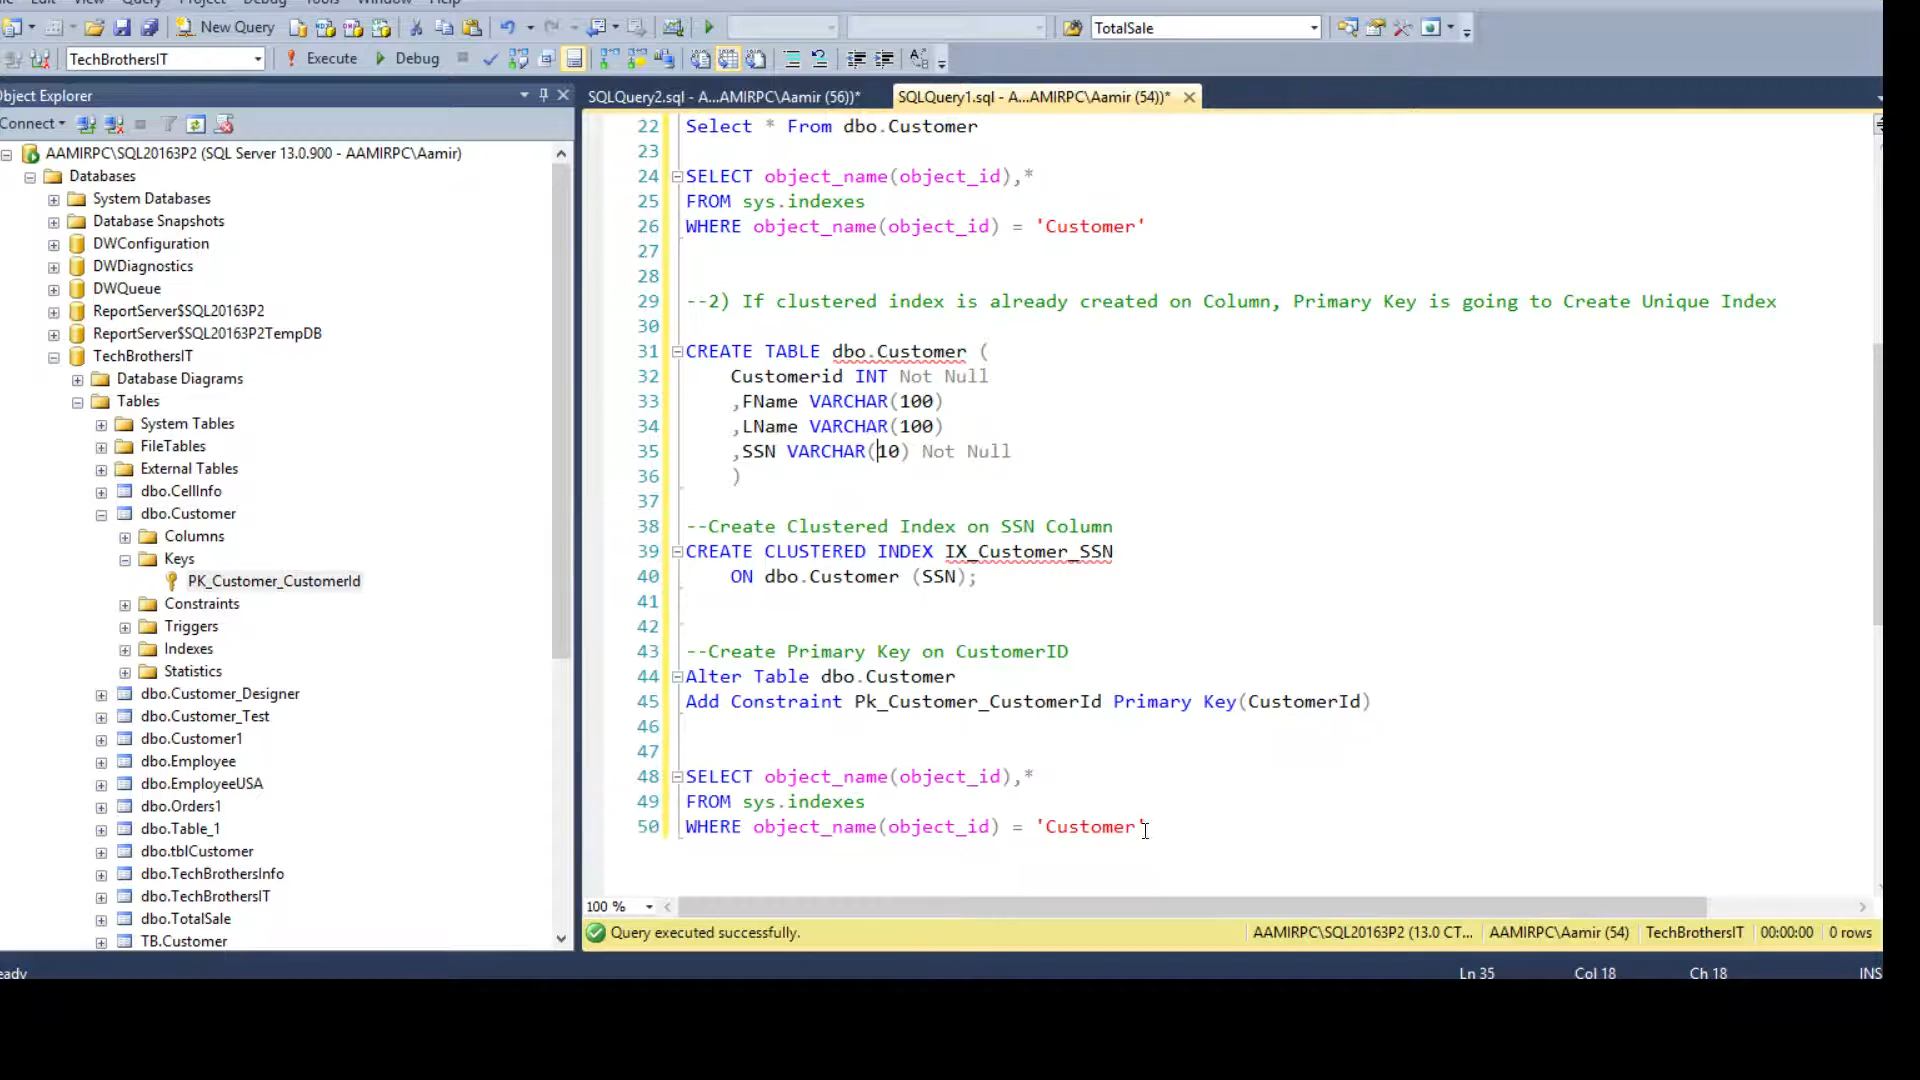 Edit View Query Project Debug Tools Window Help
New Query TotalSale
TechBrothersIT Execute Debug
Object Explorer
Connect
AAMIRPC\SQL20163P2 (SQL Server 13.0.900 - AAMIRPC\Aamir)
Databases
System Databases
Database Snapshots
DWConfiguration
DWDiagnostics
DWQueue
ReportServer$SQL20163P2
ReportServer$SQL20163P2TempDB
TechBrothersIT
Database Diagrams
Tables
System Tables
FileTables
External Tables
dbo.CellInfo
dbo.Customer
Columns
Keys
PK_Customer_CustomerId
Constraints
Triggers
Indexes
Statistics
dbo.Customer_Designer
dbo.Customer_Test
dbo.Customer1
dbo.Employee
dbo.EmployeeUSA
dbo.Orders1
dbo.Table_1
dbo.tblCustomer
dbo.TechBrothersInfo
dbo.TechBrothersIT
dbo.TotalSale
TB.Customer
SQLQuery2.sql - A...AMIRPC\Aamir (56))* SQLQuery1.sql - A...AMIRPC\Aamir (54))*
22 Select * From dbo.Customer
23
24 SELECT object_name(object_id),*
25 FROM sys.indexes
26 WHERE object_name(object_id) = 'Customer'
27
28
29 --2) If clustered index is already created on Column, Primary Key is going to Create Unique Index
30
31 CREATE TABLE dbo.Customer (
32 Customerid INT Not Null
33 ,FName VARCHAR(100)
34 ,LName VARCHAR(100)
35 ,SSN VARCHAR(10) Not Null
36 )
37
38 --Create Clustered Index on SSN Column
39 CREATE CLUSTERED INDEX IX_Customer_SSN
40 ON dbo.Customer (SSN);
41
42
43 --Create Primary Key on CustomerID
44 Alter Table dbo.Customer
45 Add Constraint Pk_Customer_CustomerId Primary Key(CustomerId)
46
47
48 SELECT object_name(object_id),*
49 FROM sys.indexes
50 WHERE object_name(object_id) = 'Customer'
100 %
Query executed successfully. AAMIRPC\SQL20163P2 (13.0 CT... AAMIRPC\Aamir (54) TechBrothersIT 00:00:00 0 rows
eady Ln 35 Col 18 Ch 18 INS